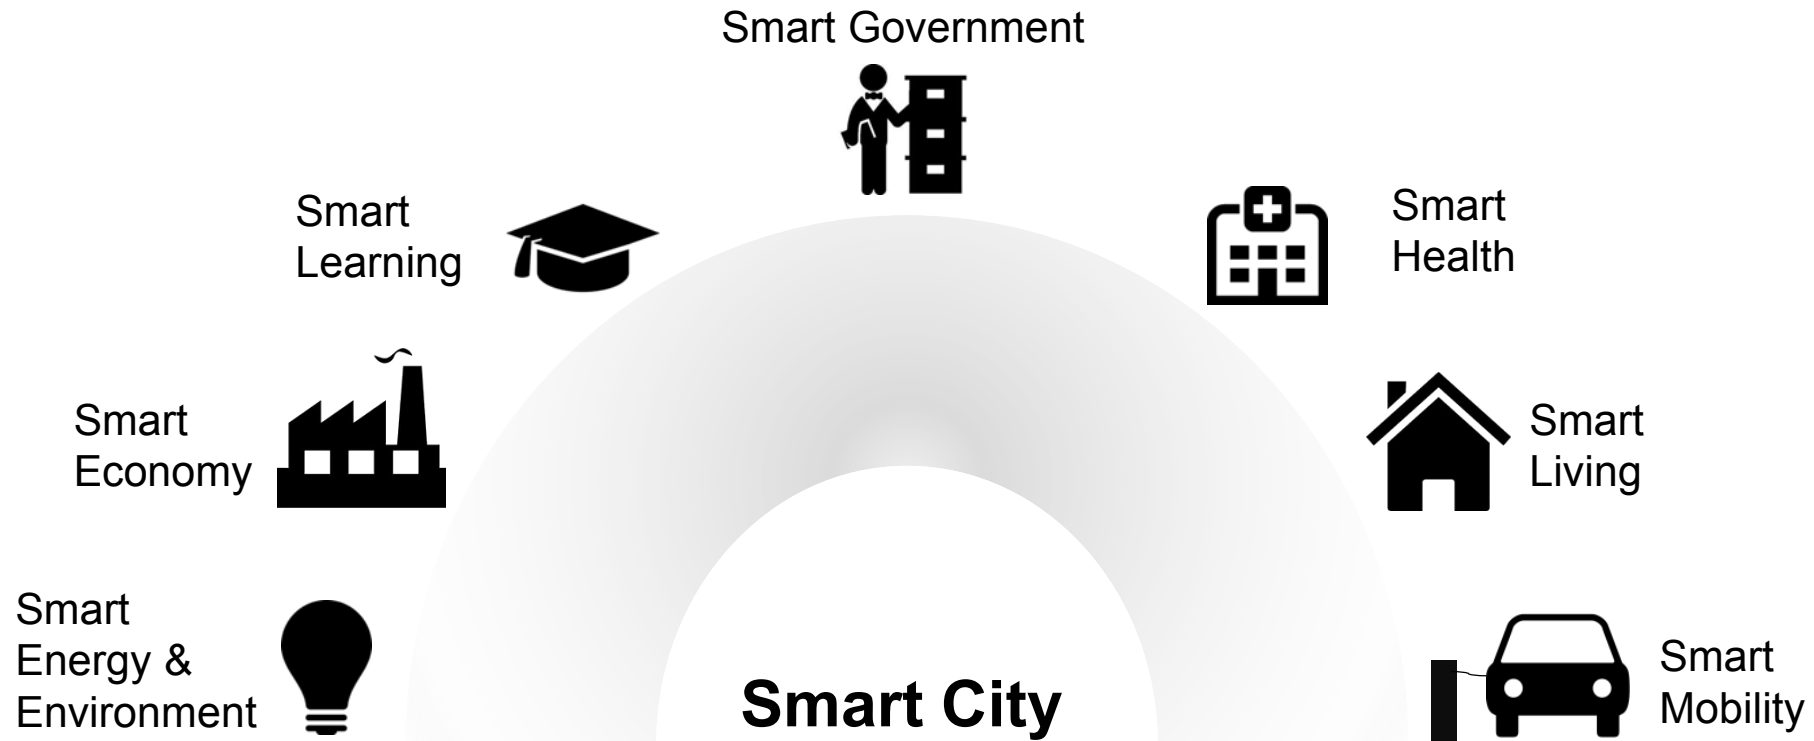 Smart Government
Smart
Learning
Smart
Health
Smart
Economy
Smart
Living
Smart
Energy &
Environment
Smart City
Smart
Mobility